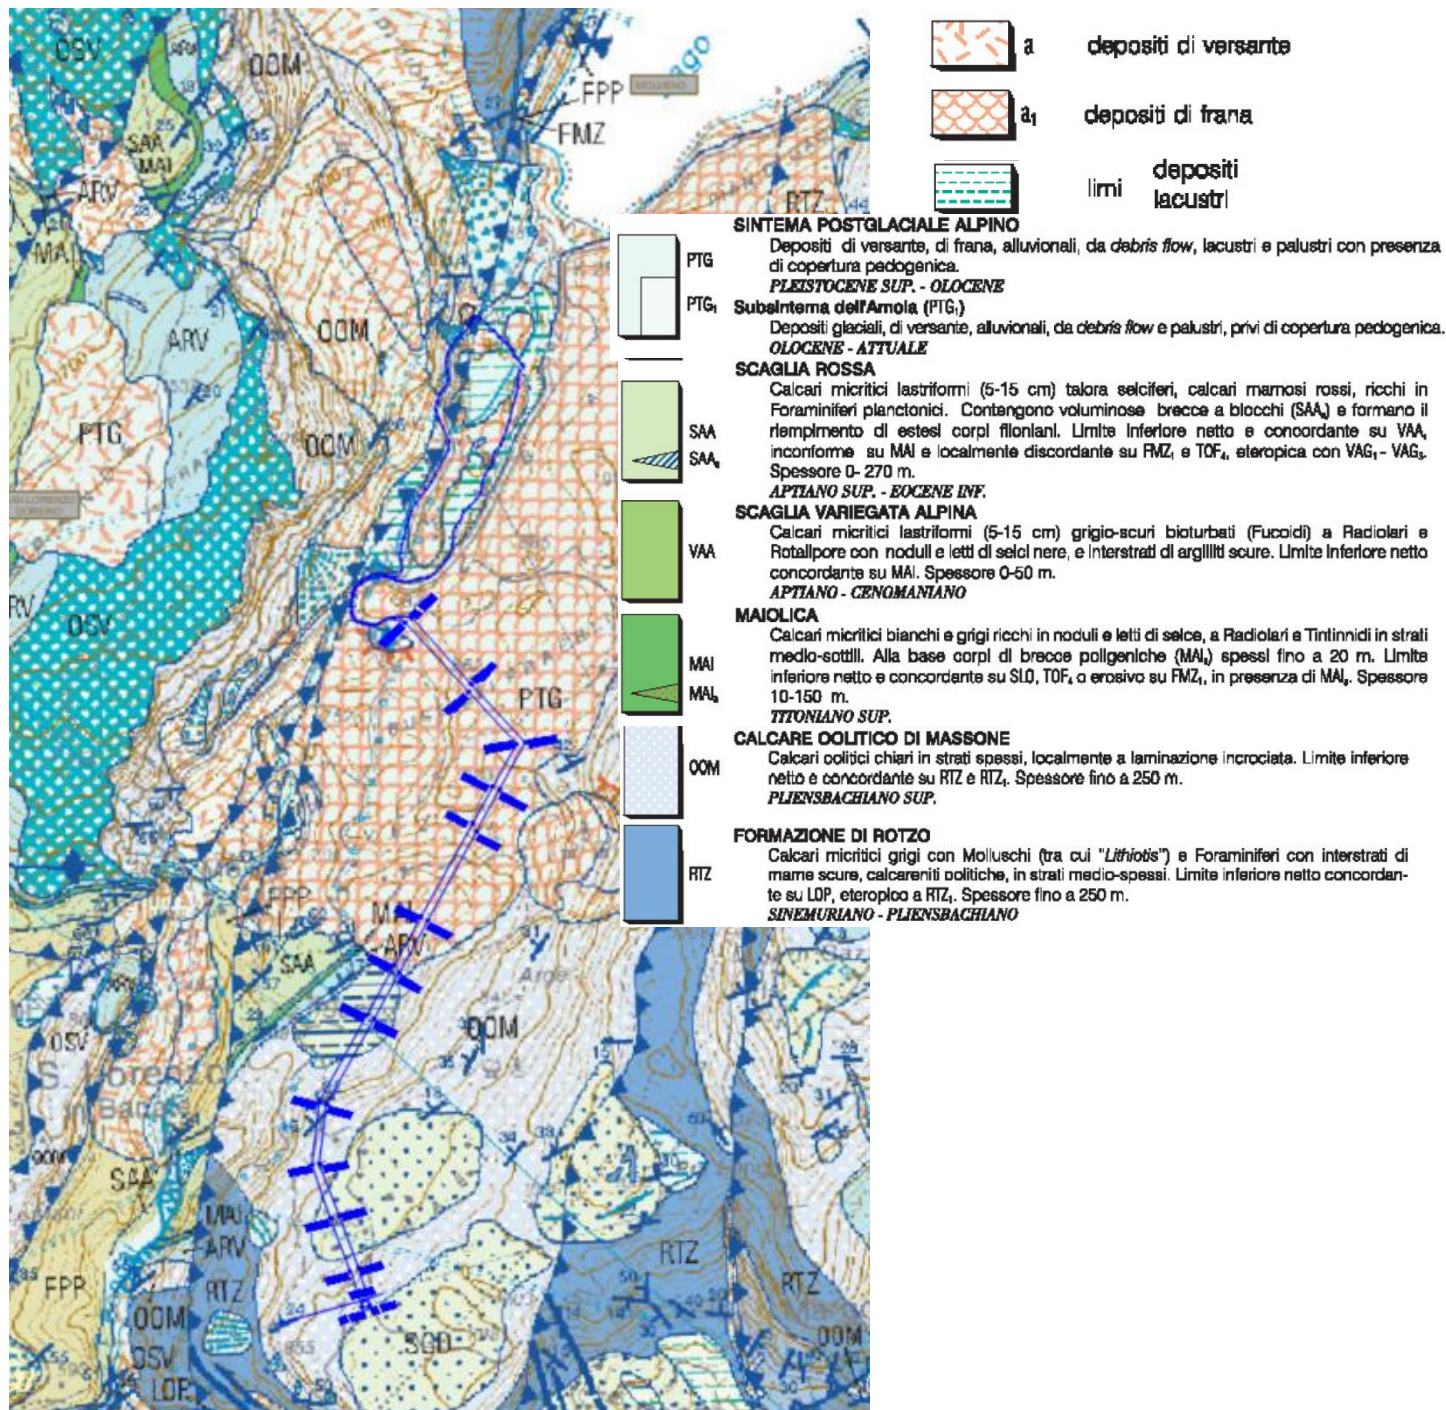 a depositi di versante
a₁ depositi di frana
limi depositi lacustri
SINTEMA POSTGLACIALE ALPINO
PTG
Depositi di versante, di frana, alluvionali, da debris flow, lacustri e palustri con presenza
di copertura pedogenica.
PLEISTOCENE SUP. - OLOCENE
PTG₁
Subsintema dell'Amola (PTG₁)
Depositi glaciali, di versante, alluvionali, da debris flow e palustri, privi di copertura pedogenica.
OLOCENE - ATTUALE
SCAGLIA ROSSA
Calcari micritici lastriformi (5-15 cm) talora selciferi, calcari marnosi rossi, ricchi in
Foraminiferi planctonici. Contengono voluminose brecce a blocchi (SAAₐ) e formano il
riempimento di estesi corpi filoniani. Limite inferiore netto e concordante su VAA,
inconforme su MAI e localmente discordante su FMZ₁ e TOF₄, eteropica con VAG₁ - VAG₃.
Spessore 0- 270 m.
APTIANO SUP. - EOCENE INF.
SAA
SAAₐ
SCAGLIA VARIEGATA ALPINA
Calcari micritici lastriformi (5-15 cm) grigio-scuri bioturbati (Fucoidi) a Radiolari e
Rotalipore con noduli e letti di selci nere, e interstrati di argilliti scure. Limite inferiore netto
concordante su MAI. Spessore 0-50 m.
APTIANO - CENOMANIANO
VAA
MAIOLICA
Calcari micritici bianchi e grigi ricchi in noduli e letti di selce, a Radiolari e Tintinnidi in strati
medio-sottili. Alla base corpi di brecce poligeniche (MAIₐ) spessi fino a 20 m. Limite
inferiore netto e concordante su SLO, TOF₄ o erosivo su FMZ₁, in presenza di MAIₐ. Spessore
10-150 m.
TITONIANO SUP.
MAI
MAIₐ
CALCARE OOLITICO DI MASSONE
Calcari oolitici chiari in strati spessi, localmente a laminazione incrociata. Limite inferiore
netto e concordante su RTZ e RTZ₁. Spessore fino a 250 m.
PLIENSBACHIANO SUP.
OOM
FORMAZIONE DI ROTZO
Calcari micritici grigi con Molluschi (tra cui "Lithiotis") e Foraminiferi con interstrati di
marne scure, calcareniti oolitiche, in strati medio-spessi. Limite inferiore netto concordan-
te su LOP, eteropico a RTZ₁. Spessore fino a 250 m.
SINEMURIANO - PLIENSBACHIANO
RTZ
OSV
OOM
FPP
MOLVENO
FMZ
SAA
MAI
ARV
RTZ
MAI
ARV
OOM
PTG
OOM
OSV
PTG
FPP
MAI
ARV
SAA
OOM
OSV
S. Lorenzo
in Banale
OOM
SAA
MAI
ARV
RTZ
FPP
OOM
OSV
LOP
SGD
RTZ
RTZ
OOM